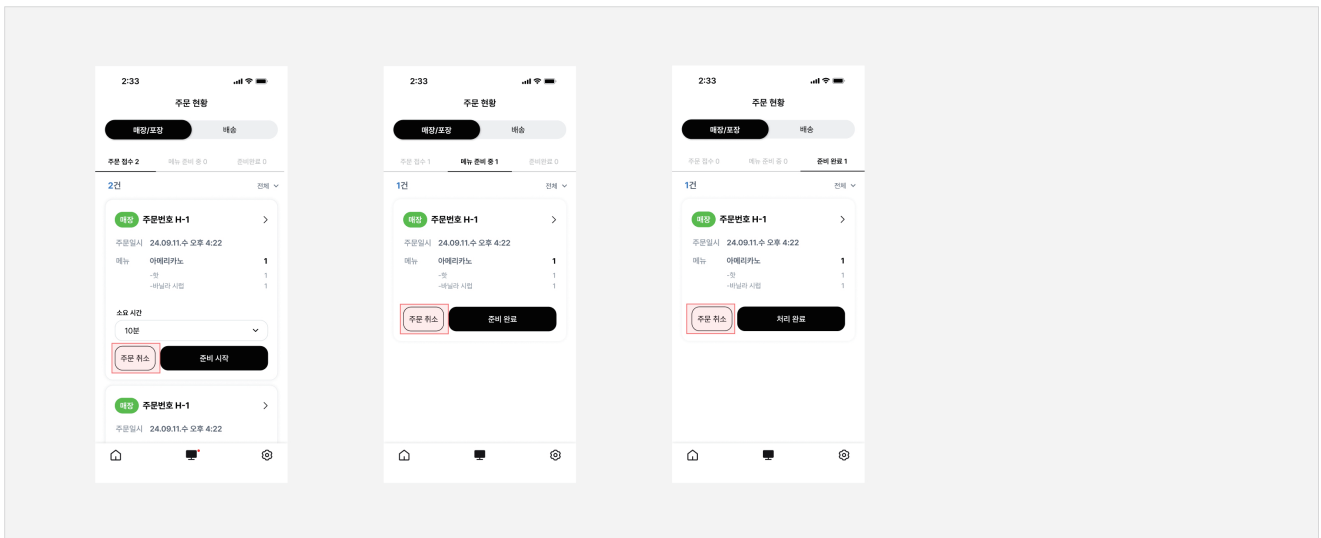 2:33
주문 현황
매장/포장 배송
주문 접수 2 메뉴 준비 중 0 준비완료 0
2건 전체
매장 주문번호 H-1
주문일시 24.09.11.수 오후 4:22
메뉴 아메리카노 1
-핫 1
-바닐라 시럽 1
소요 시간
10분
주문 취소 준비 시작
매장 주문번호 H-1
주문일시 24.09.11.수 오후 4:22
2:33
주문 현황
매장/포장 배송
주문 접수 1 메뉴 준비 중 1 준비완료 0
1건 전체
매장 주문번호 H-1
주문일시 24.09.11.수 오후 4:22
메뉴 아메리카노 1
-핫 1
-바닐라 시럽 1
주문 취소 준비 완료
2:33
주문 현황
매장/포장 배송
주문 접수 0 메뉴 준비 중 0 준비 완료 1
1건 전체
매장 주문번호 H-1
주문일시 24.09.11.수 오후 4:22
메뉴 아메리카노 1
-핫 1
-바닐라 시럽 1
주문 취소 처리 완료